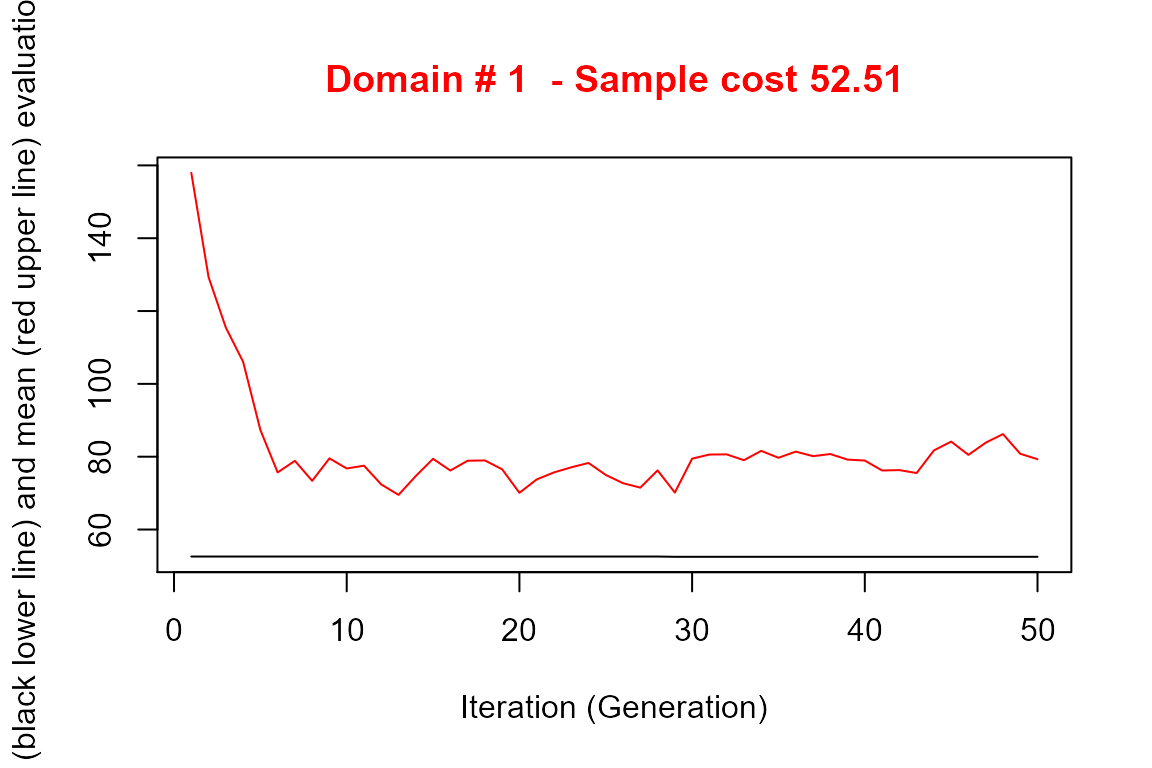 Domain # 1  - Sample cost 52.51
(black lower line) and mean (red upper line) evaluatio
140
100
80
60
0 10 20 30 40 50
Iteration (Generation)